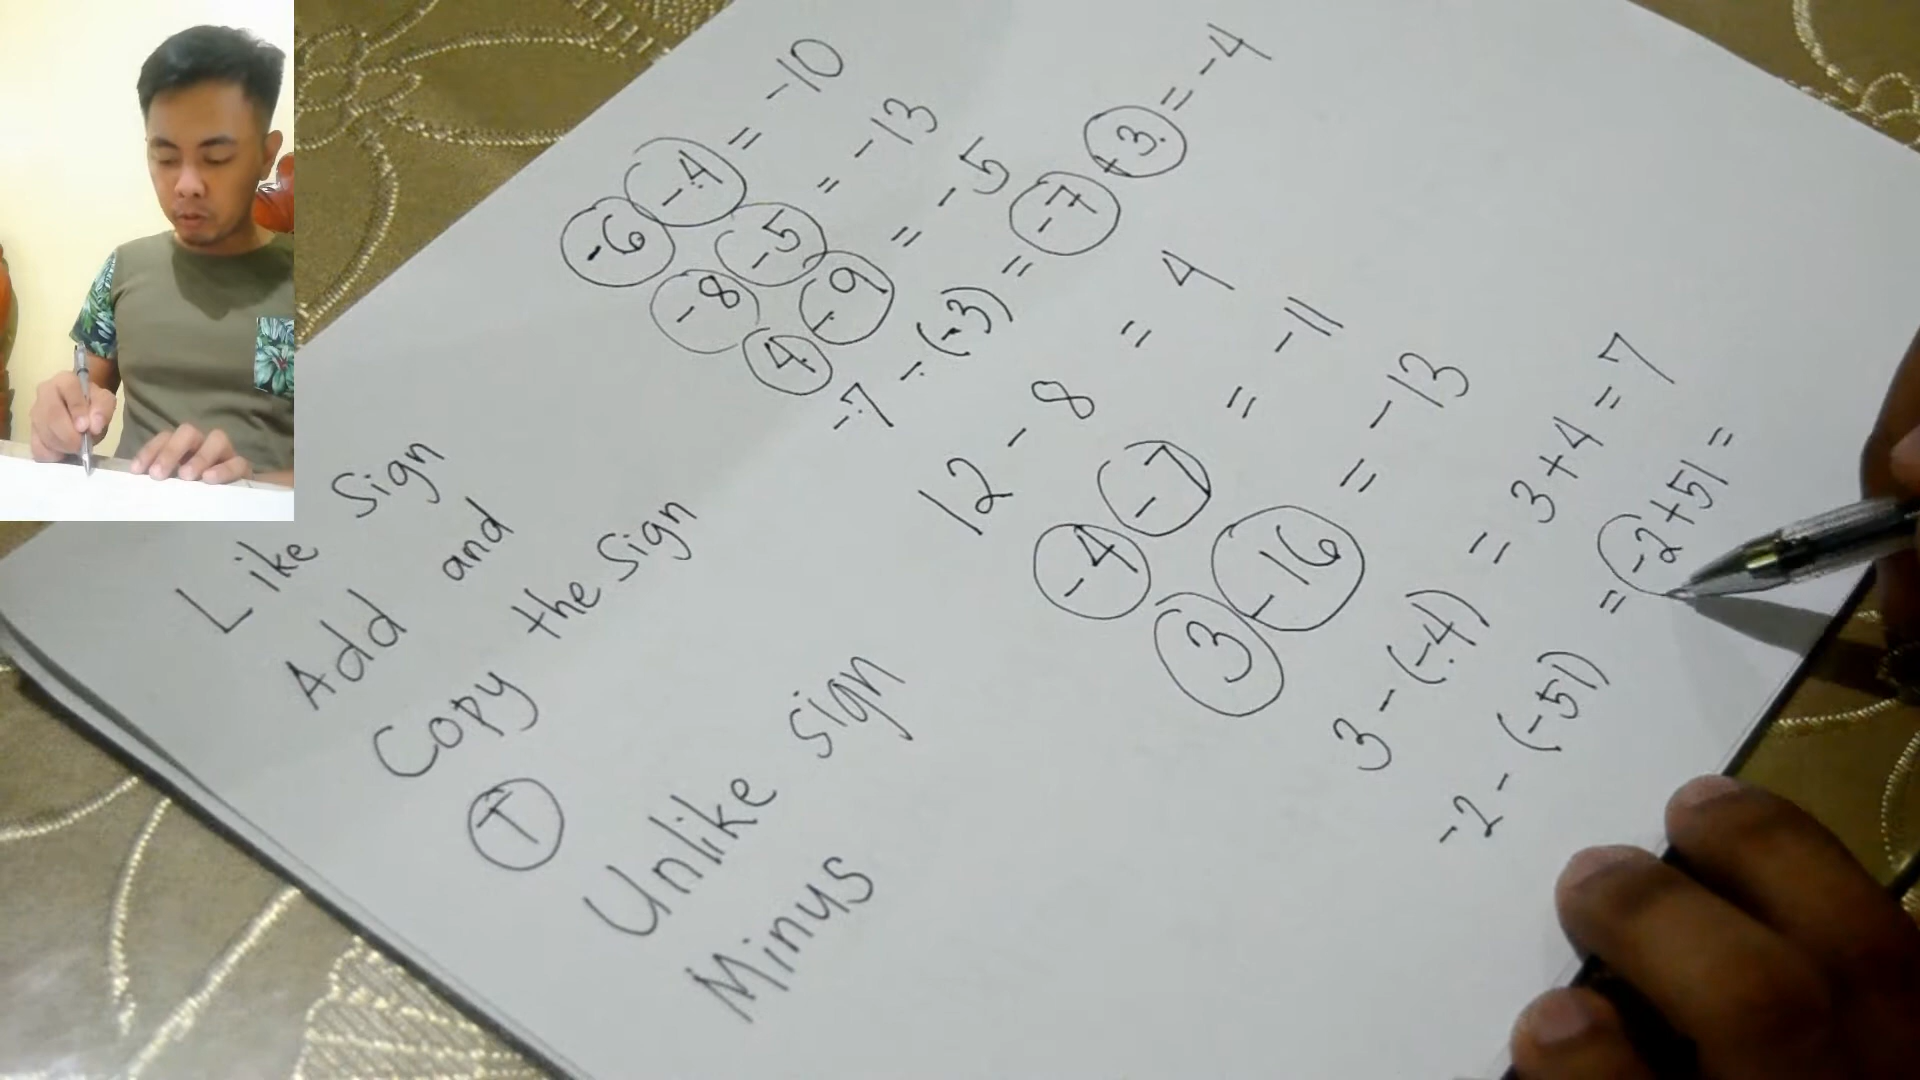 Like Sign
Add and
Copy the Sign
T
Unlike Sign
Minus
-6 -4 = -10
-8 -5 = -13
4 -9 = -5
-7 - (-3) = -7 +3 = -4
12 - 8 = 4
-4 -7 = -11
3 -16 = -13
3 - (-4) = 3+4 = 7
-2 - (-51) = -2+51 =